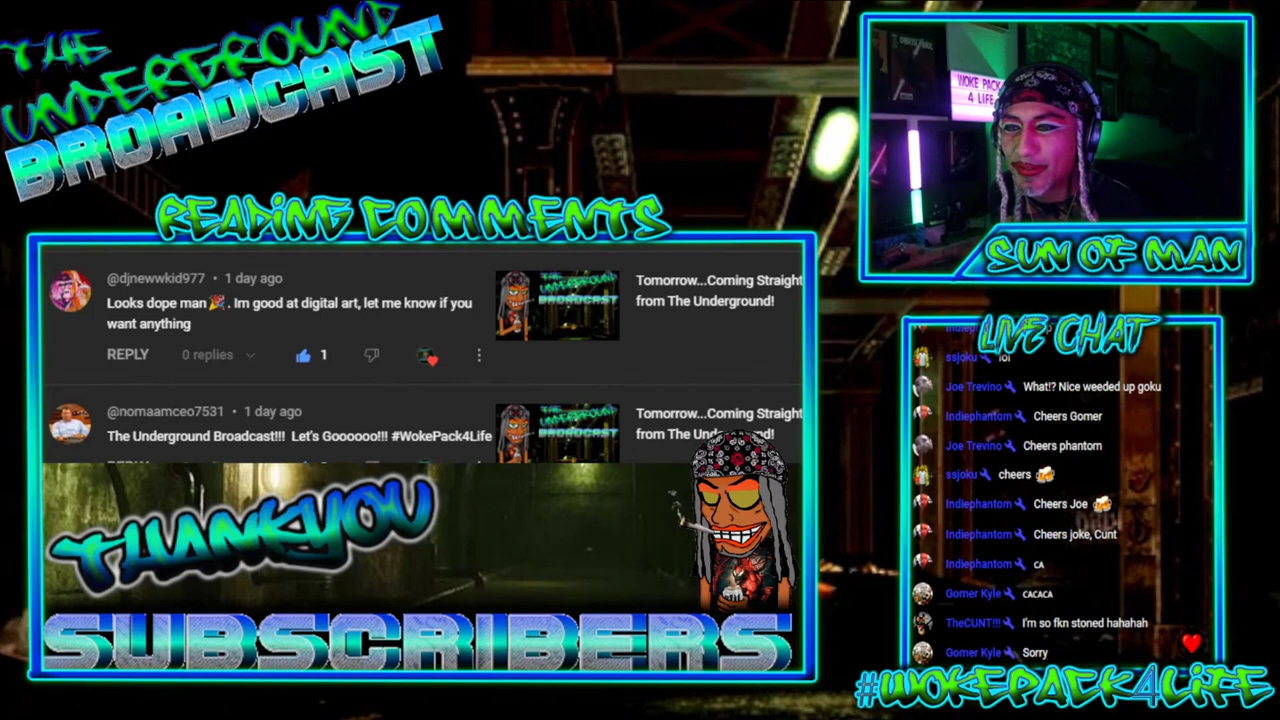 THE
UNDERGROUND
BROADCAST
READING COMMENTS
@djnewwkid977 • 1 day ago
Looks dope man🎉. Im good at digital art, let me know if you
want anything
REPLY 0 replies 1
Tomorrow...Coming Straight
from The Underground!
@nomaamceo7531 • 1 day ago
The Underground Broadcast!!! Let's Goooooo!!! #WokePack4Life
Tomorrow...Coming Straight
from The Underground!
THANKYOU
SUBSCRIBERS
WOKE PACK
4 LIFE
SUN OF MAN
LIVE CHAT
ssjoku lol
Joe Trevino What!? Nice weeded up goku
Indiephantom Cheers Gomer
Joe Trevino Cheers phantom
ssjoku cheers 🍻
Indiephantom Cheers Joe 🍻
Indiephantom Cheers joke, Cunt
Indiephantom CA
Gomer Kyle CACACA
TheCUNT!!! I'm so fkn stoned hahahah
Gomer Kyle Sorry
#WOKEPACK4LIFE